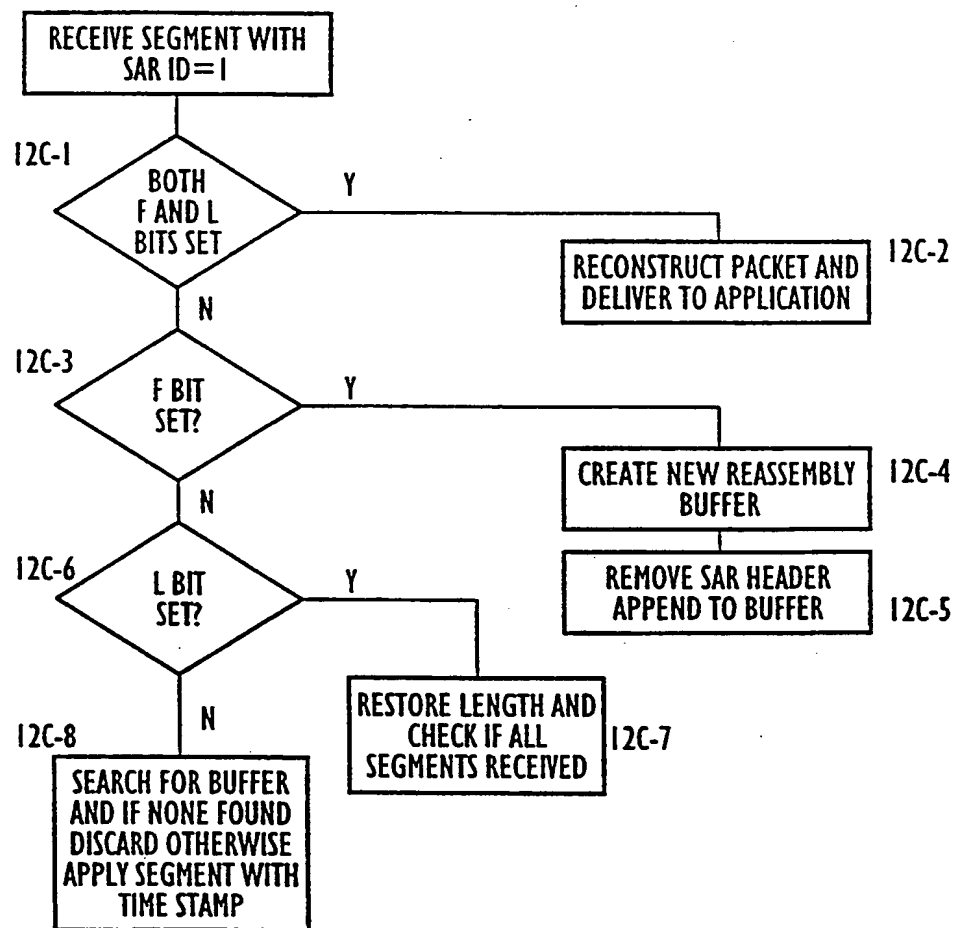 RECEIVE SEGMENT WITH
SAR ID=I
12C-1
BOTH
F AND L
BITS SET
Y
12C-2
RECONSTRUCT PACKET AND
DELIVER TO APPLICATION
N
12C-3
F BIT
SET?
Y
12C-4
CREATE NEW REASSEMBLY
BUFFER
N
REMOVE SAR HEADER
APPEND TO BUFFER
12C-5
12C-6
L BIT
SET?
Y
RESTORE LENGTH AND
CHECK IF ALL
SEGMENTS RECEIVED
12C-7
N
12C-8
SEARCH FOR BUFFER
AND IF NONE FOUND
DISCARD OTHERWISE
APPLY SEGMENT WITH
TIME STAMP